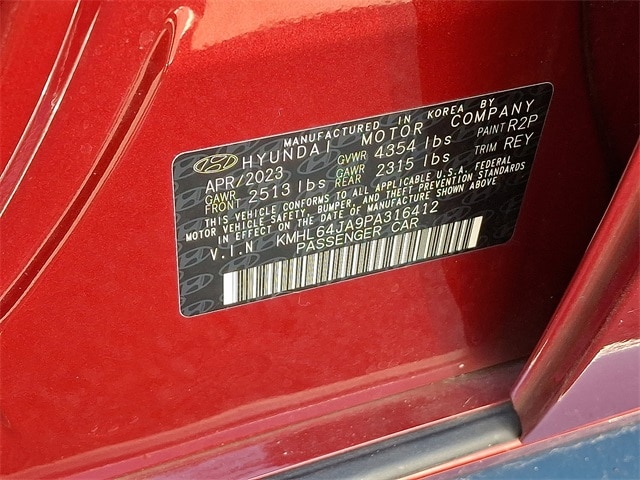 MANUFACTURED IN KOREA BY
HYUNDAI MOTOR COMPANY
APR/2023 GVWR 4354 lbs PAINT R2P
GAWR FRONT 2513 lbs GAWR REAR 2315 lbs TRIM REY
THIS VEHICLE CONFORMS TO ALL APPLICABLE U.S.A. FEDERAL
MOTOR VEHICLE SAFETY, BUMPER, AND THEFT PREVENTION STANDARDS
IN EFFECT ON THE DATE OF MANUFACTURE SHOWN ABOVE
V.I.N KMHL64JA9PA316412
PASSENGER CAR